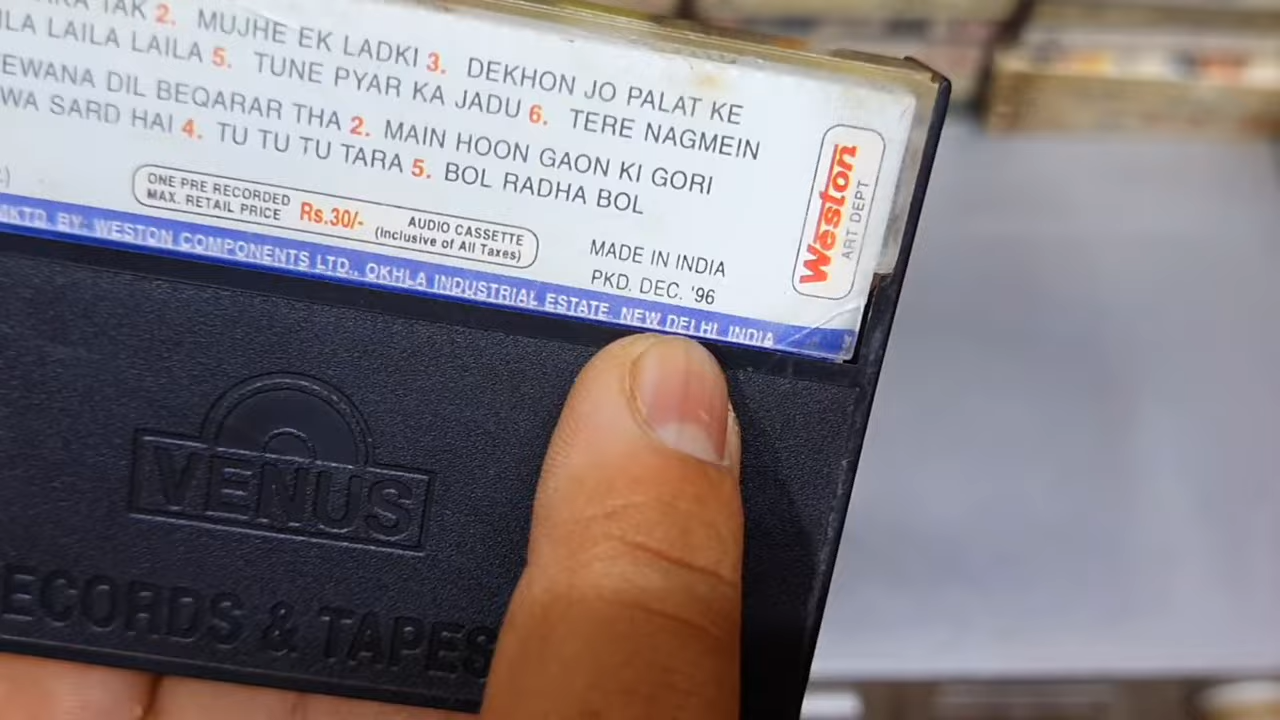 TAK 2. MUJHE EK LADKI 3. DEKHON JO PALAT KE
LAILA LAILA 5. TUNE PYAR KA JADU 6. TERE NAGMEIN
DIL BEQARAR THA 2. MAIN HOON GAON KI GORI
SARD HAI 4. TU TU TU TARA 5. BOL RADHA BOL
ONE PRE RECORDED
MAX. RETAIL PRICE
Rs.30/-
AUDIO CASSETTE
(Inclusive of All Taxes)
MADE IN INDIA
PKD. DEC. '96
Weston
ART DEPT
MKTD. BY: WESTON COMPONENTS LTD., OKHLA INDUSTRIAL ESTATE, NEW DELHI, INDIA
VENUS
ECORDS & TAPES